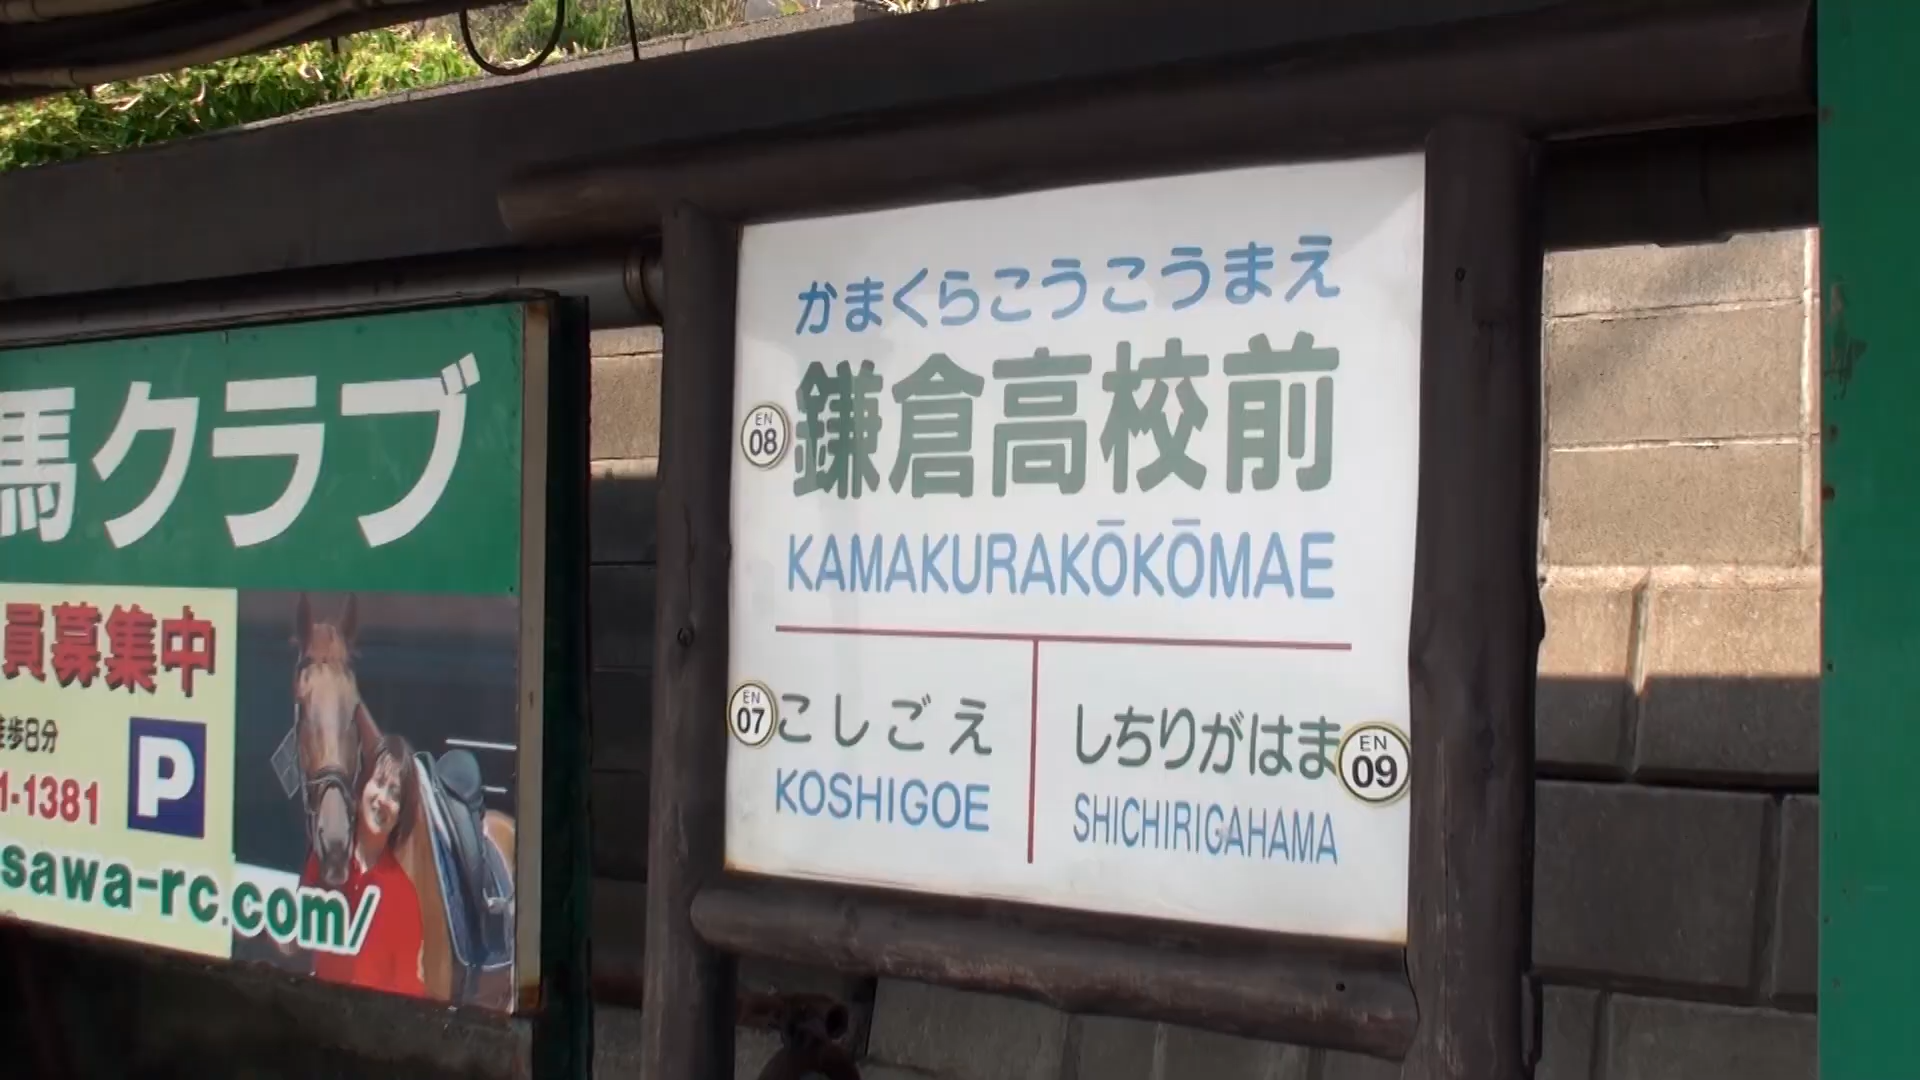 馬クラブ
員募集中
徒歩8分
P
1-1381
sawa-rc.com/
かまくらこうこうまえ
EN
08
鎌倉高校前
KAMAKURAKŌKŌMAE
EN
07
こしごえ
KOSHIGOE
しちりがはま
EN
09
SHICHIRIGAHAMA